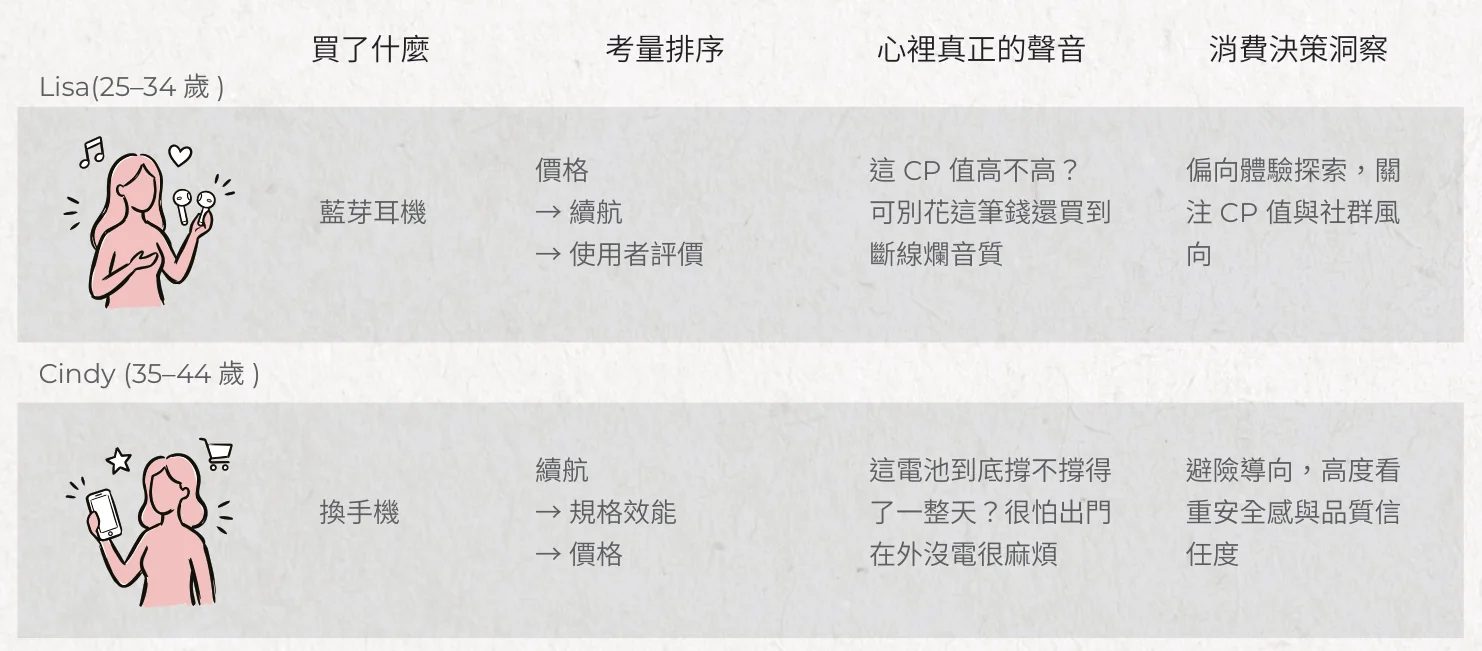 買了什麼
考量排序
心裡真正的聲音
消費決策洞察
Lisa(25–34 歲 )
藍芽耳機
價格
→ 續航
→ 使用者評價
這 CP 值高不高？
可別花這筆錢還買到
斷線爛音質
偏向體驗探索，關
注 CP 值與社群風
向
Cindy (35–44 歲 )
換手機
續航
→ 規格效能
→ 價格
這電池到底撐不撐得
了一整天？很怕出門
在外沒電很麻煩
避險導向，高度看
重安全感與品質信
任度